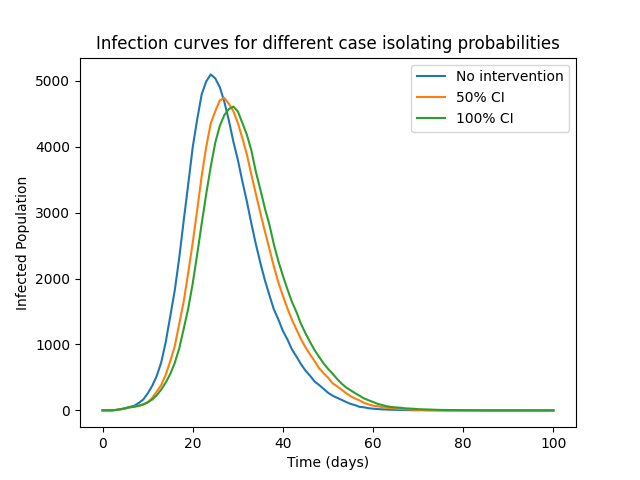 Infection curves for different case isolating probabilities
No intervention
50% CI
100% CI
Infected Population
5000
4000
3000
2000
1000
0
0 20 40 60 80 100
Time (days)